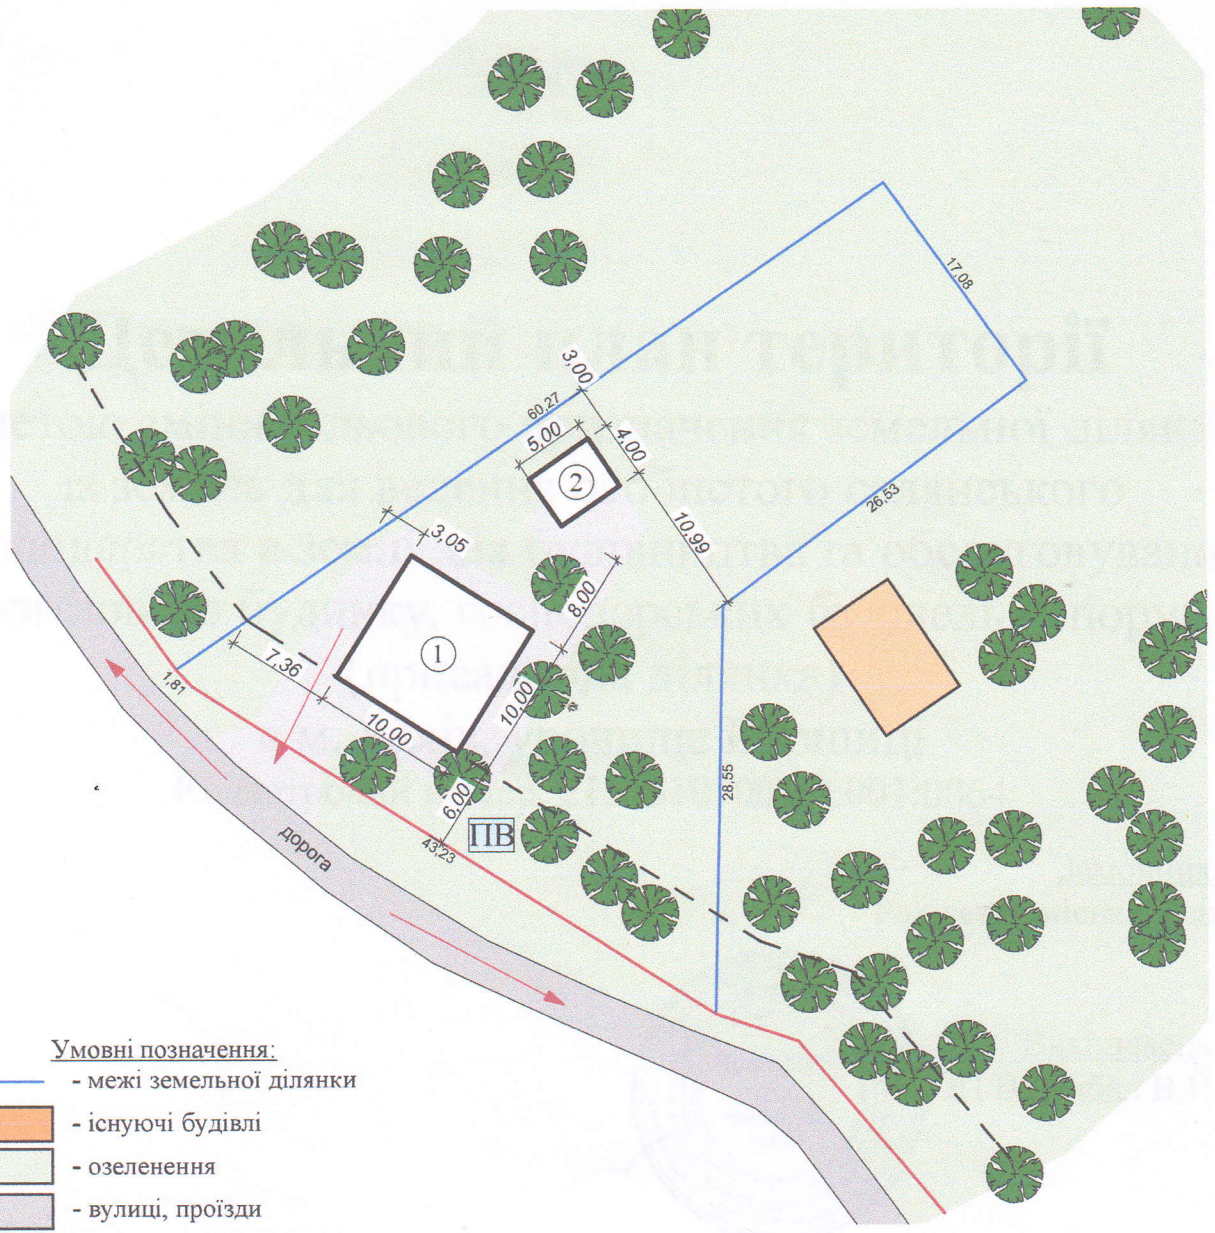 17,08
3,00
60,27
5,00
4,00
2
26,53
10,99
3,05
8,00
1
7,36
1,81
10,00
10,00
28,55
6,00
ПВ
43,23
дорога
Умовні позначення:
- межі земельної ділянки
- існуючі будівлі
- озеленення
- вулиці, проїзди